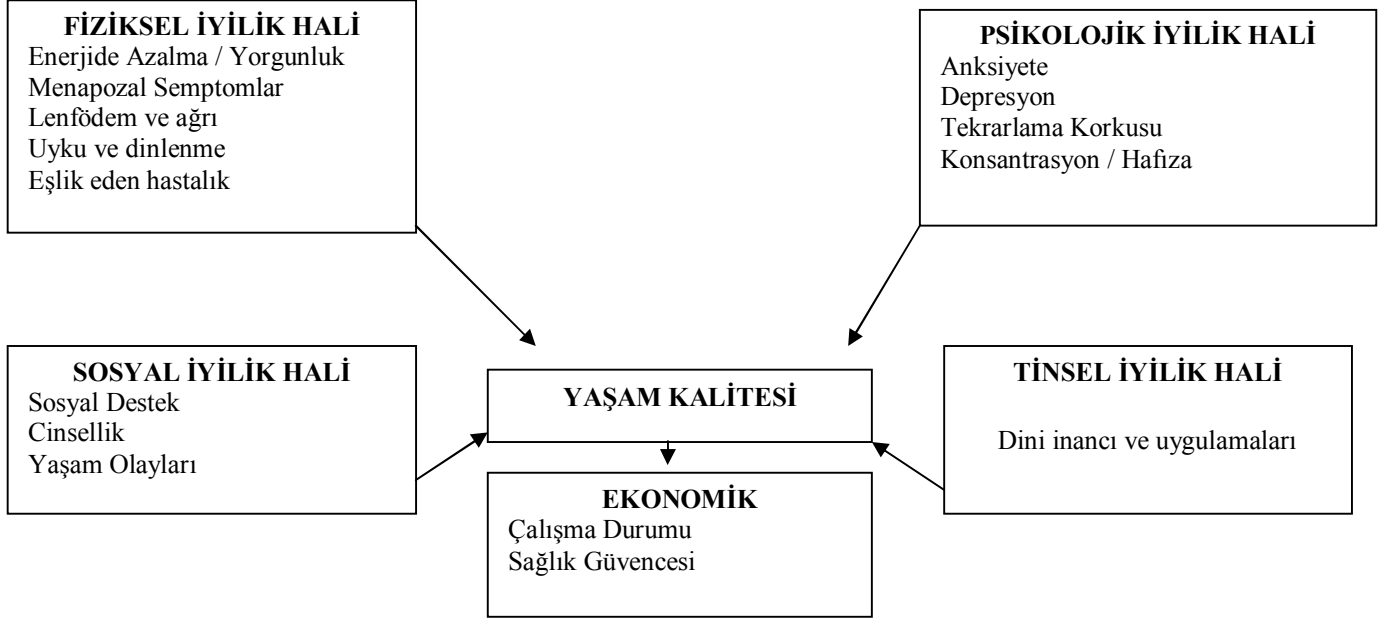 FİZİKSEL İYİLİK HALİ
Enerjide Azalma / Yorgunluk
Menapozal Semptomlar
Lenfödem ve ağrı
Uyku ve dinlenme
Eşlik eden hastalık
PSİKOLOJİK İYİLİK HALİ
Anksiyete
Depresyon
Tekrarlama Korkusu
Konsantrasyon / Hafıza
SOSYAL İYİLİK HALİ
Sosyal Destek
Cinsellik
Yaşam Olayları
YAŞAM KALİTESİ
TİNSEL İYİLİK HALİ
Dini inancı ve uygulamaları
EKONOMİK
Çalışma Durumu
Sağlık Güvencesi